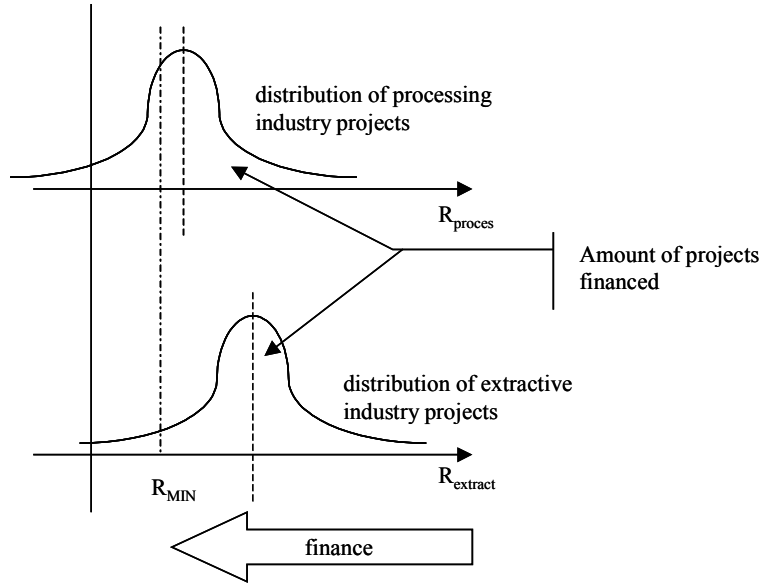 distribution of processing
industry projects
R_proces
Amount of projects
financed
distribution of extractive
industry projects
R_MIN
R_extract
finance